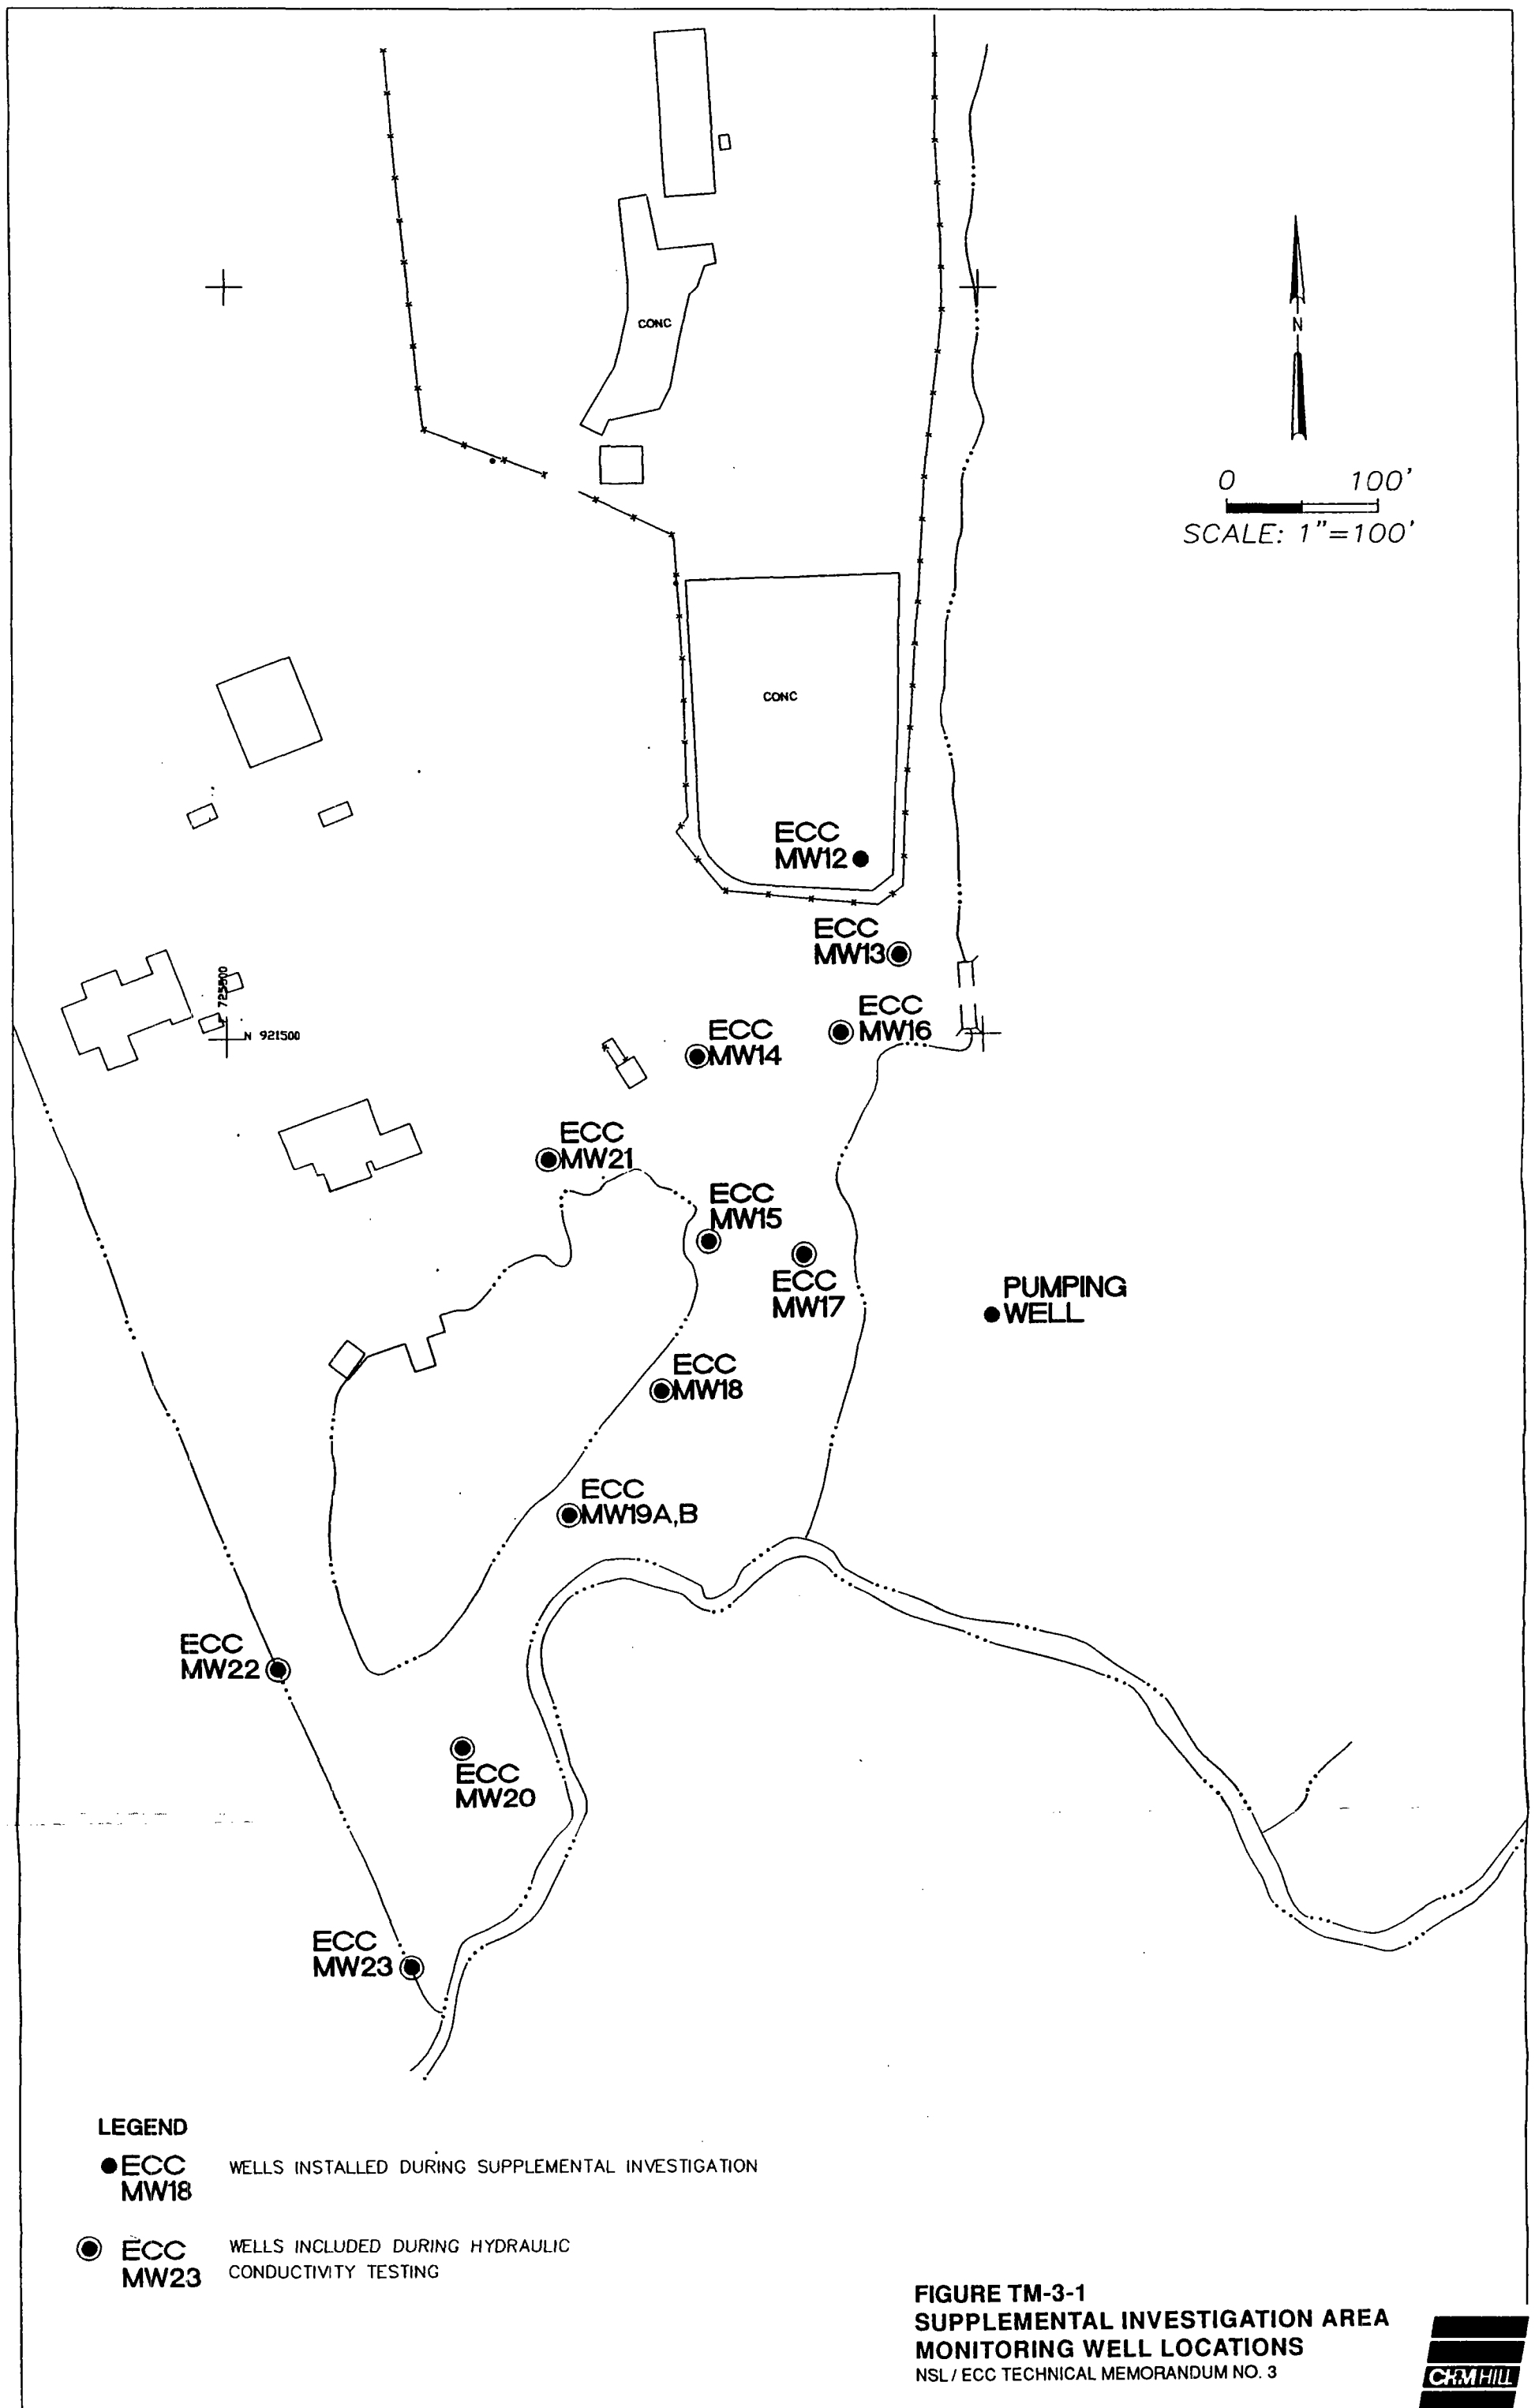 CONC
N
0 100'
SCALE: 1"=100'
CONC
ECC
MW12
ECC
MW13
ECC
MW16
ECC
MW14
725500
N 921500
ECC
MW21
ECC
MW15
ECC
MW17
PUMPING
WELL
ECC
MW18
ECC
MW19A,B
ECC
MW22
ECC
MW20
ECC
MW23
LEGEND
ECC
MW18
WELLS INSTALLED DURING SUPPLEMENTAL INVESTIGATION
ECC
MW23
WELLS INCLUDED DURING HYDRAULIC
CONDUCTIVITY TESTING
FIGURE TM-3-1
SUPPLEMENTAL INVESTIGATION AREA
MONITORING WELL LOCATIONS
NSL / ECC TECHNICAL MEMORANDUM NO. 3
CH2M HILL